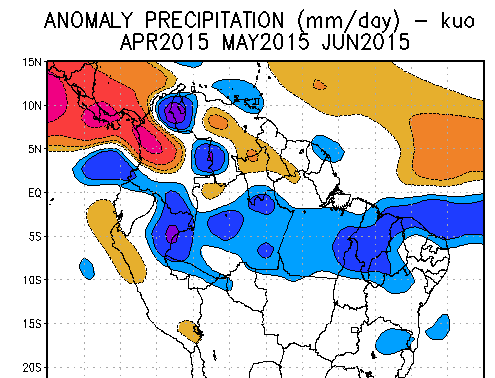 ANOMALY PRECIPITATION (mm/day) – kuo
APR2015 MAY2015 JUN2015
15N
10N
5N
EQ
5S
10S
15S
20S